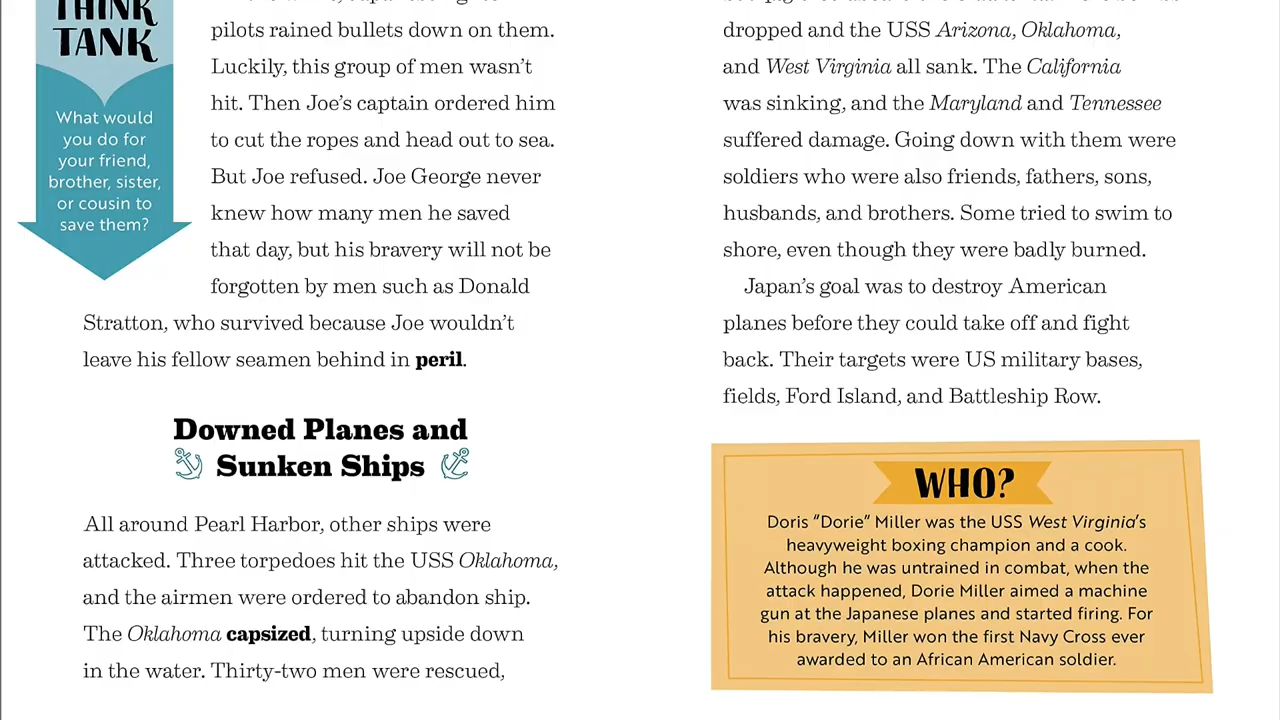 THINK
TANK
What would
you do for
your friend,
brother, sister,
or cousin to
save them?
pilots rained bullets down on them.
Luckily, this group of men wasn’t
hit. Then Joe’s captain ordered him
to cut the ropes and head out to sea.
But Joe refused. Joe George never
knew how many men he saved
that day, but his bravery will not be
forgotten by men such as Donald
Stratton, who survived because Joe wouldn’t
leave his fellow seamen behind in peril.
Downed Planes and
Sunken Ships
All around Pearl Harbor, other ships were
attacked. Three torpedoes hit the USS Oklahoma,
and the airmen were ordered to abandon ship.
The Oklahoma capsized, turning upside down
in the water. Thirty-two men were rescued,
dropped and the USS Arizona, Oklahoma,
and West Virginia all sank. The California
was sinking, and the Maryland and Tennessee
suffered damage. Going down with them were
soldiers who were also friends, fathers, sons,
husbands, and brothers. Some tried to swim to
shore, even though they were badly burned.
Japan’s goal was to destroy American
planes before they could take off and fight
back. Their targets were US military bases,
fields, Ford Island, and Battleship Row.
WHO?
Doris “Dorie” Miller was the USS West Virginia’s
heavyweight boxing champion and a cook.
Although he was untrained in combat, when the
attack happened, Dorie Miller aimed a machine
gun at the Japanese planes and started firing. For
his bravery, Miller won the first Navy Cross ever
awarded to an African American soldier.